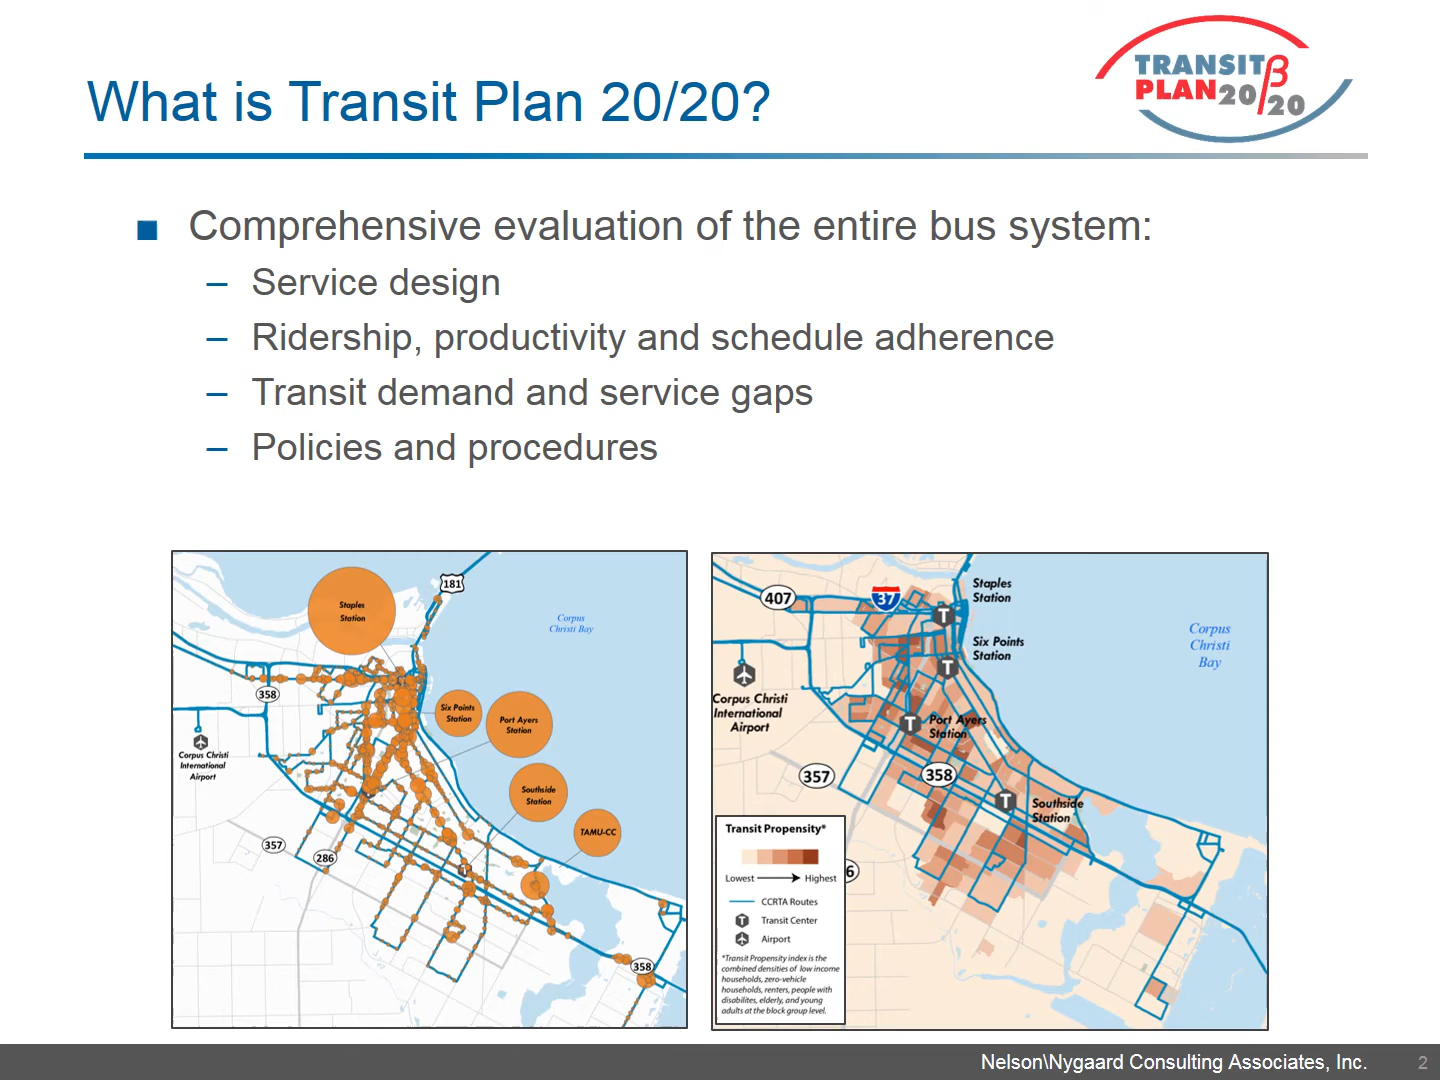 What is Transit Plan 20/20?
TRANSIT
PLAN 20/20
■ Comprehensive evaluation of the entire bus system:
– Service design
– Ridership, productivity and schedule adherence
– Transit demand and service gaps
– Policies and procedures
181
Staples
Station
Corpus
Christi Bay
358
Six Points
Station
Port Ayers
Station
Corpus Christi
International
Airport
Southside
Station
TAMU-CC
357
286
358
407
37
Staples
Station
Six Points
Station
Corpus
Christi
Bay
Corpus Christi
International
Airport
Port Ayers
Station
357
358
Southside
Station
6
T
T
T
T
Transit Propensity*
Lowest
Highest
CCRTA Routes
T
Transit Center
Airport
*Transit Propensity index is the
combined densities of low income
households, zero-vehicle
households, renters, people with
disabilites, elderly, and young
adults at the block group level.
Nelson\Nygaard Consulting Associates, Inc.
2